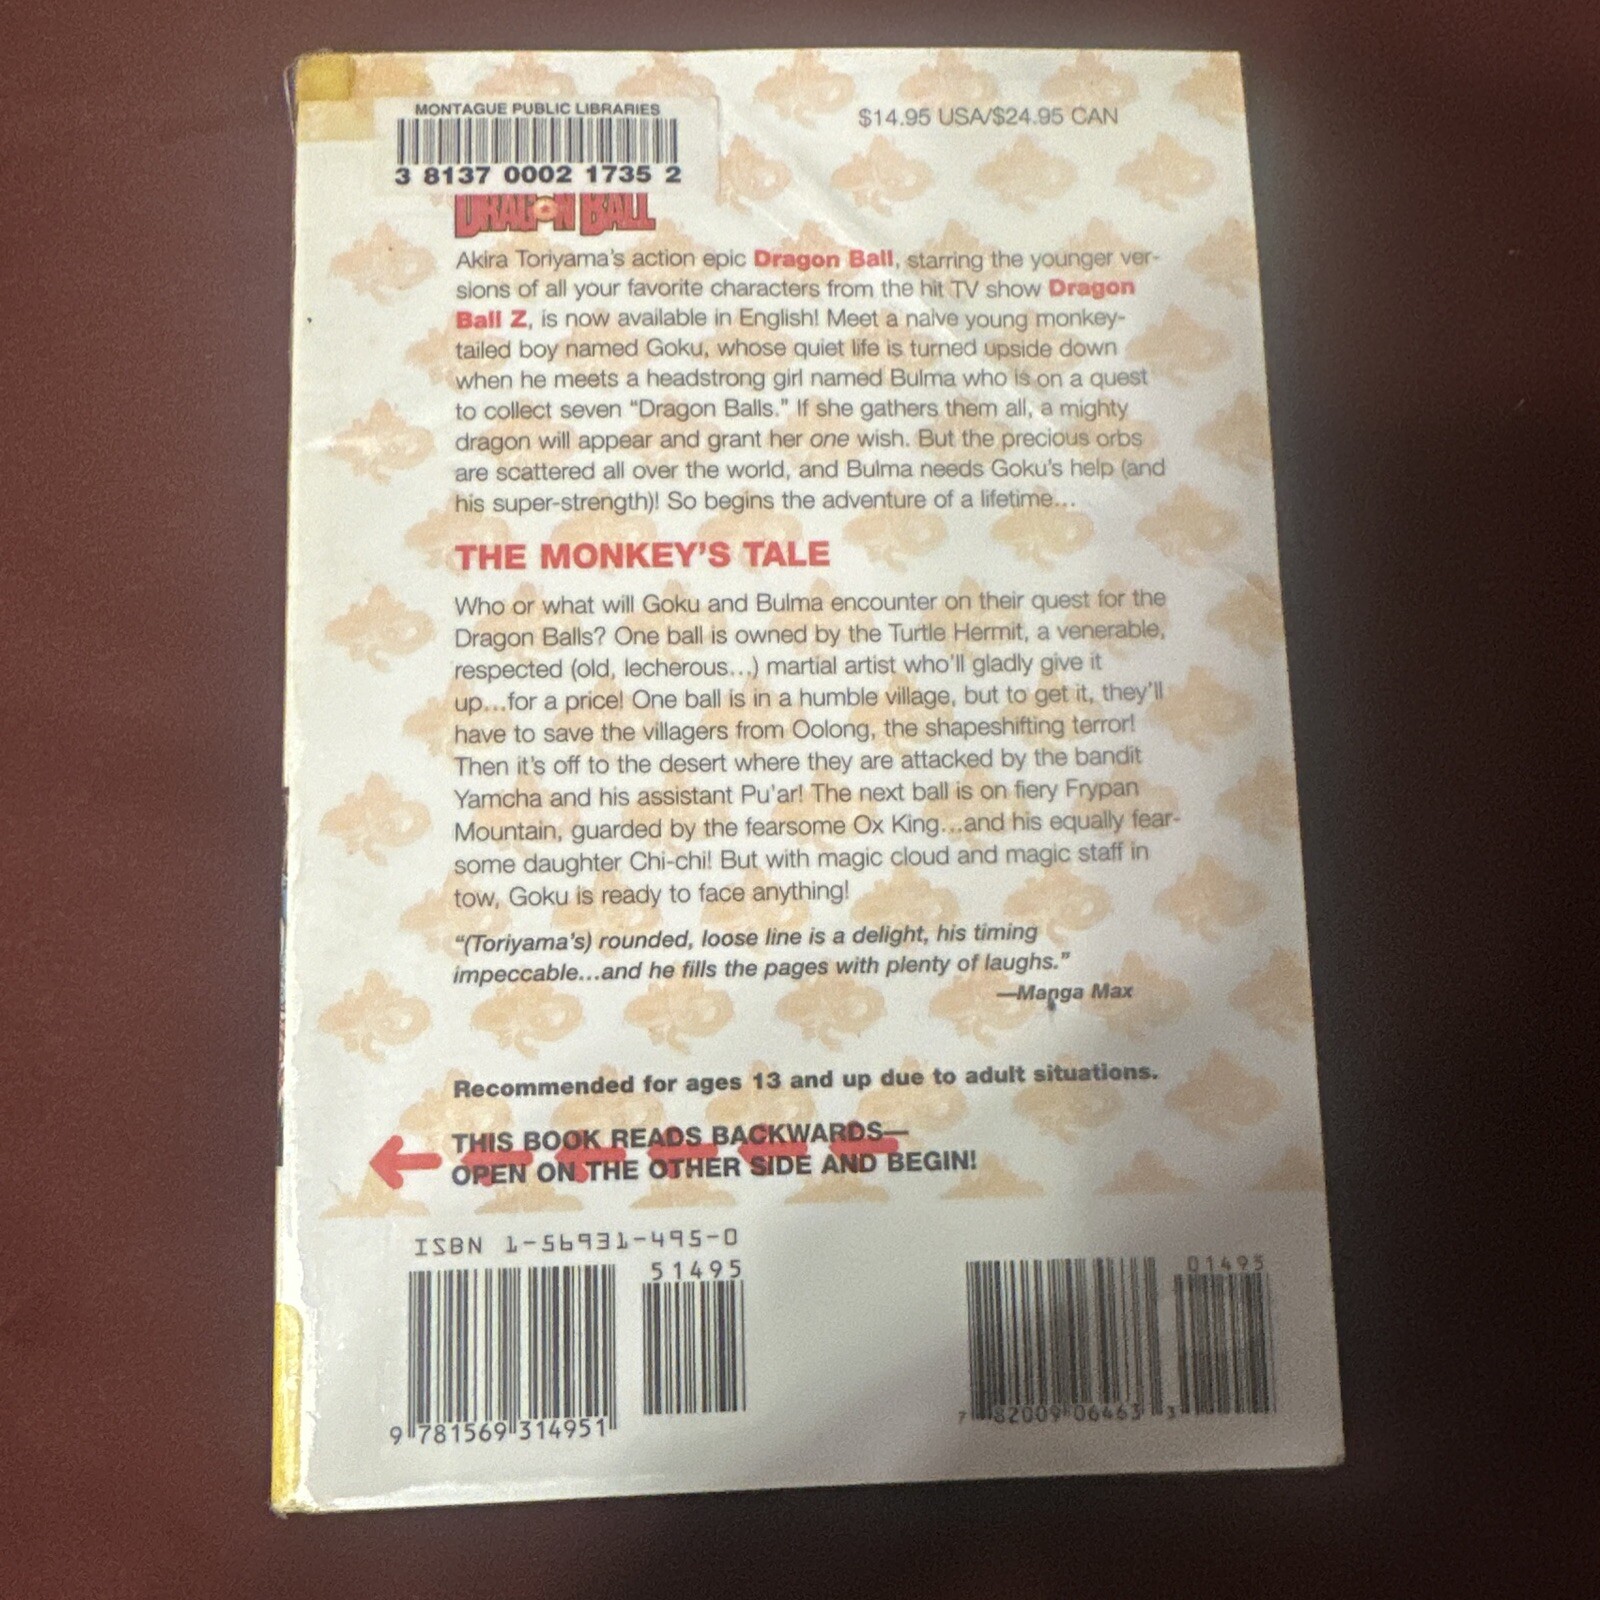 MONTAGUE PUBLIC LIBRARIES
3 8137 0002 1735 2
$14.95 USA/$24.95 CAN
DRAGON BALL
Akira Toriyama's action epic Dragon Ball, starring the younger ver-
sions of all your favorite characters from the hit TV show Dragon
Ball Z, is now available in English! Meet a naive young monkey-
tailed boy named Goku, whose quiet life is turned upside down
when he meets a headstrong girl named Bulma who is on a quest
to collect seven “Dragon Balls.” If she gathers them all, a mighty
dragon will appear and grant her one wish. But the precious orbs
are scattered all over the world, and Bulma needs Goku's help (and
his super-strength)! So begins the adventure of a lifetime...
THE MONKEY'S TALE
Who or what will Goku and Bulma encounter on their quest for the
Dragon Balls? One ball is owned by the Turtle Hermit, a venerable,
respected (old, lecherous...) martial artist who'll gladly give it
up...for a price! One ball is in a humble village, but to get it, they'll
have to save the villagers from Oolong, the shapeshifting terror!
Then it's off to the desert where they are attacked by the bandit
Yamcha and his assistant Pu'ar! The next ball is on fiery Frypan
Mountain, guarded by the fearsome Ox King...and his equally fear-
some daughter Chi-chi! But with magic cloud and magic staff in
tow, Goku is ready to face anything!
“(Toriyama's) rounded, loose line is a delight, his timing
impeccable...and he fills the pages with plenty of laughs.”
—Manga Max
Recommended for ages 13 and up due to adult situations.
THIS BOOK READS BACKWARDS—
OPEN ON THE OTHER SIDE AND BEGIN!
ISBN 1-56931-495-0
51495
9 781569 314951
01495
7 82009 06463 3